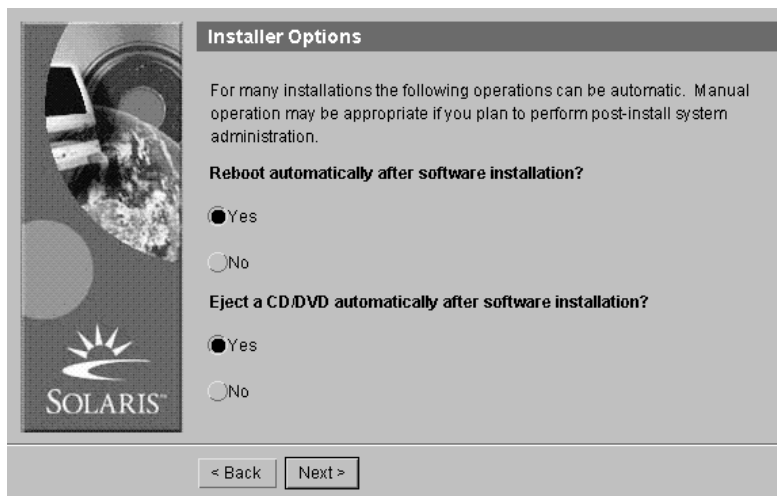 Installer Options
For many installations the following operations can be automatic. Manual
operation may be appropriate if you plan to perform post-install system
administration.
Reboot automatically after software installation?
Yes
No
Eject a CD/DVD automatically after software installation?
Yes
No
SOLARIS™
< Back
Next >